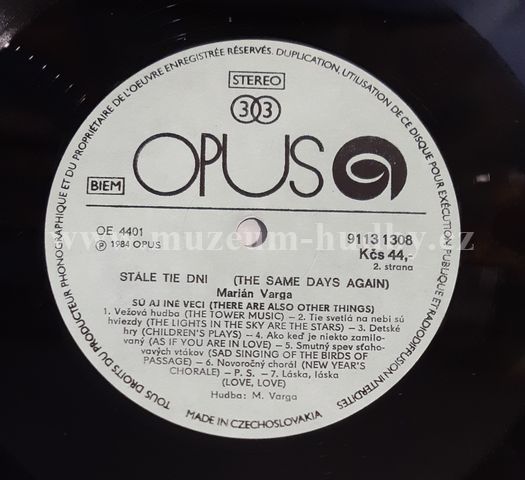 TOUS DROITS DU PRODUCTEUR PHONOGRAPHIQUE ET DU PROPRIÉTAIRE DE L'OEUVRE ENREGISTRÉE RÉSERVÉS. DUPLICATION, UTILISATION DE CE DISQUE POUR EXÉCUTION PUBLIQUE ET RADIODIFFUSION INTERDITES
STEREO
33
OPUS
BIEM
OE 4401
℗ 1984 OPUS
9113 1308
Kčs 44,-
2. strana
www.muzeum-hudby.cz
STÁLE TIE DNI (THE SAME DAYS AGAIN)
Marián Varga
SÚ AJ INÉ VECI (THERE ARE ALSO OTHER THINGS)
1. Vežová hudba (THE TOWER MUSIC) – 2. Tie svetlá na nebi sú
hviezdy (THE LIGHTS IN THE SKY ARE THE STARS) – 3. Detské
hry (CHILDREN'S PLAYS) – 4. Ako keď je niekto zamilo-
vaný (AS IF YOU ARE IN LOVE) – 5. Smutný spev sťaho-
vavých vtákov (SAD SINGING OF THE BIRDS OF
PASSAGE) – 6. Novoročný chorál (NEW YEAR'S
CHORALE) – P. S. – 7. Láska, láska
(LOVE, LOVE)
Hudba: M. Varga
MADE IN CZECHOSLOVAKIA